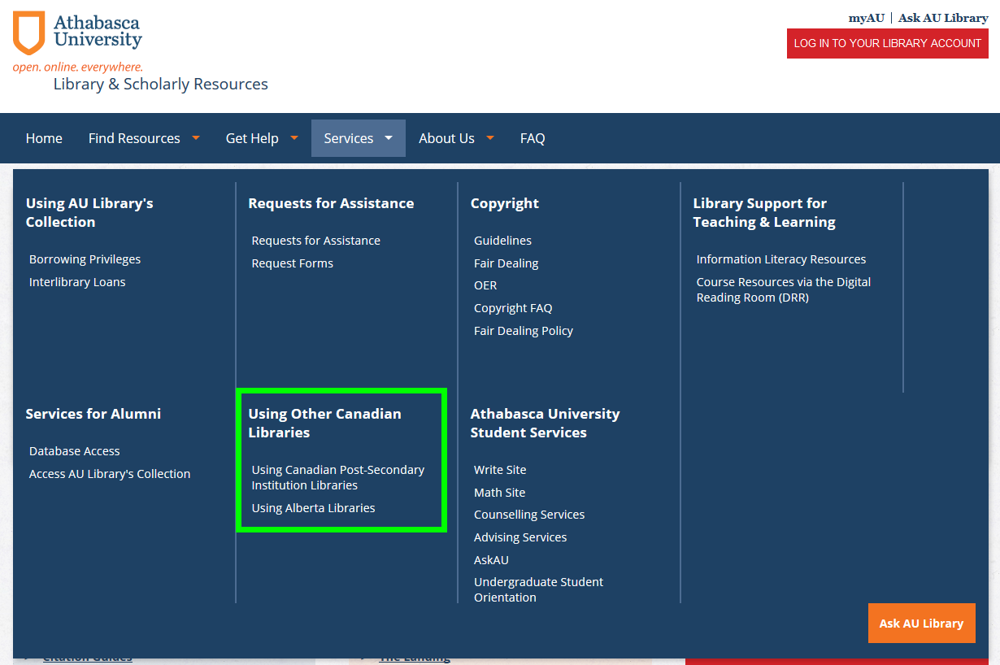 Athabasca
University
open. online. everywhere.
Library & Scholarly Resources
myAU | Ask AU Library
LOG IN TO YOUR LIBRARY ACCOUNT
Home
Find Resources
Get Help
Services
About Us
FAQ
Using AU Library's
Collection
Borrowing Privileges
Interlibrary Loans
Requests for Assistance
Requests for Assistance
Request Forms
Copyright
Guidelines
Fair Dealing
OER
Copyright FAQ
Fair Dealing Policy
Library Support for
Teaching & Learning
Information Literacy Resources
Course Resources via the Digital
Reading Room (DRR)
Services for Alumni
Database Access
Access AU Library's Collection
Using Other Canadian
Libraries
Using Canadian Post-Secondary
Institution Libraries
Using Alberta Libraries
Athabasca University
Student Services
Write Site
Math Site
Counselling Services
Advising Services
AskAU
Undergraduate Student
Orientation
Ask AU Library
Citation Guides
The Landing